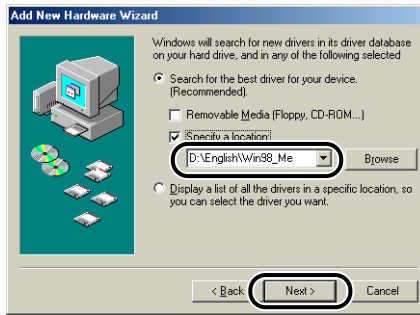 Add New Hardware Wizard
Windows will search for new drivers in its driver database
on your hard drive, and in any of the following selected
Search for the best driver for your device.
(Recommended).
Removable Media (Floppy, CD-ROM...)
Specify a location:
D:\English\Win98_Me
Browse
Display a list of all the drivers in a specific location, so
you can select the driver you want.
< Back
Next >
Cancel